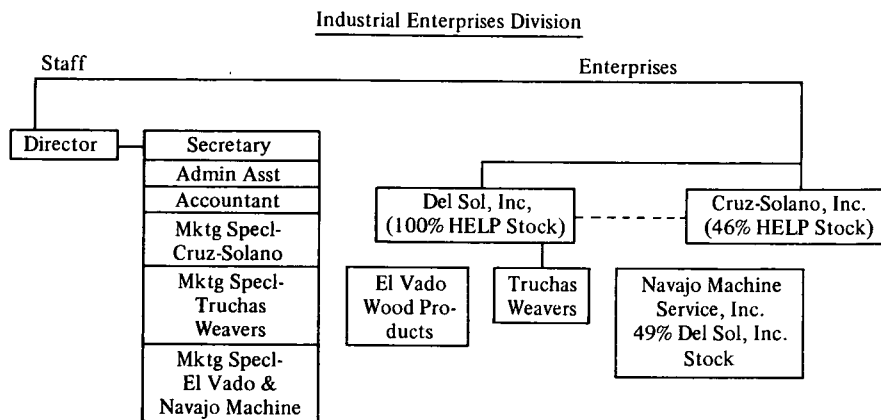 Industrial Enterprises Division
Staff
Enterprises
Director
Secretary
Admin Asst
Accountant
Mktg Specl-
Cruz-Solano
Mktg Specl-
Truchas
Weavers
Mktg Specl-
El Vado &
Navajo Machine
Del Sol, Inc,
(100% HELP Stock)
Cruz-Solano, Inc.
(46% HELP Stock)
El Vado
Wood Pro-
ducts
Truchas
Weavers
Navajo Machine
Service, Inc.
49% Del Sol, Inc.
Stock